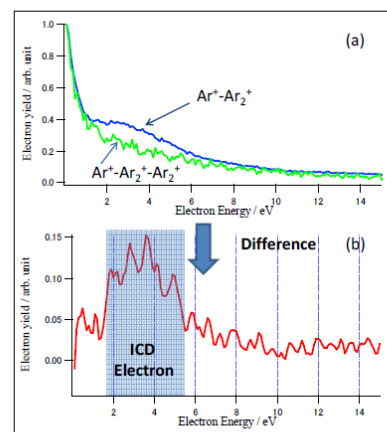 (a)
Electron yield / arb. unit
1.0
0.8
0.6
0.4
0.2
0.0
Ar⁺-Ar₂⁺
Ar⁺-Ar₂⁺-Ar₂⁺
2 4 6 8 10 12 14
Electron Energy / eV
Difference (b)
Electron yield / arb. unit
0.15
0.10
0.05
0.00
ICD
Electron
2 4 6 8 10 12 14
Electron Energy / eV